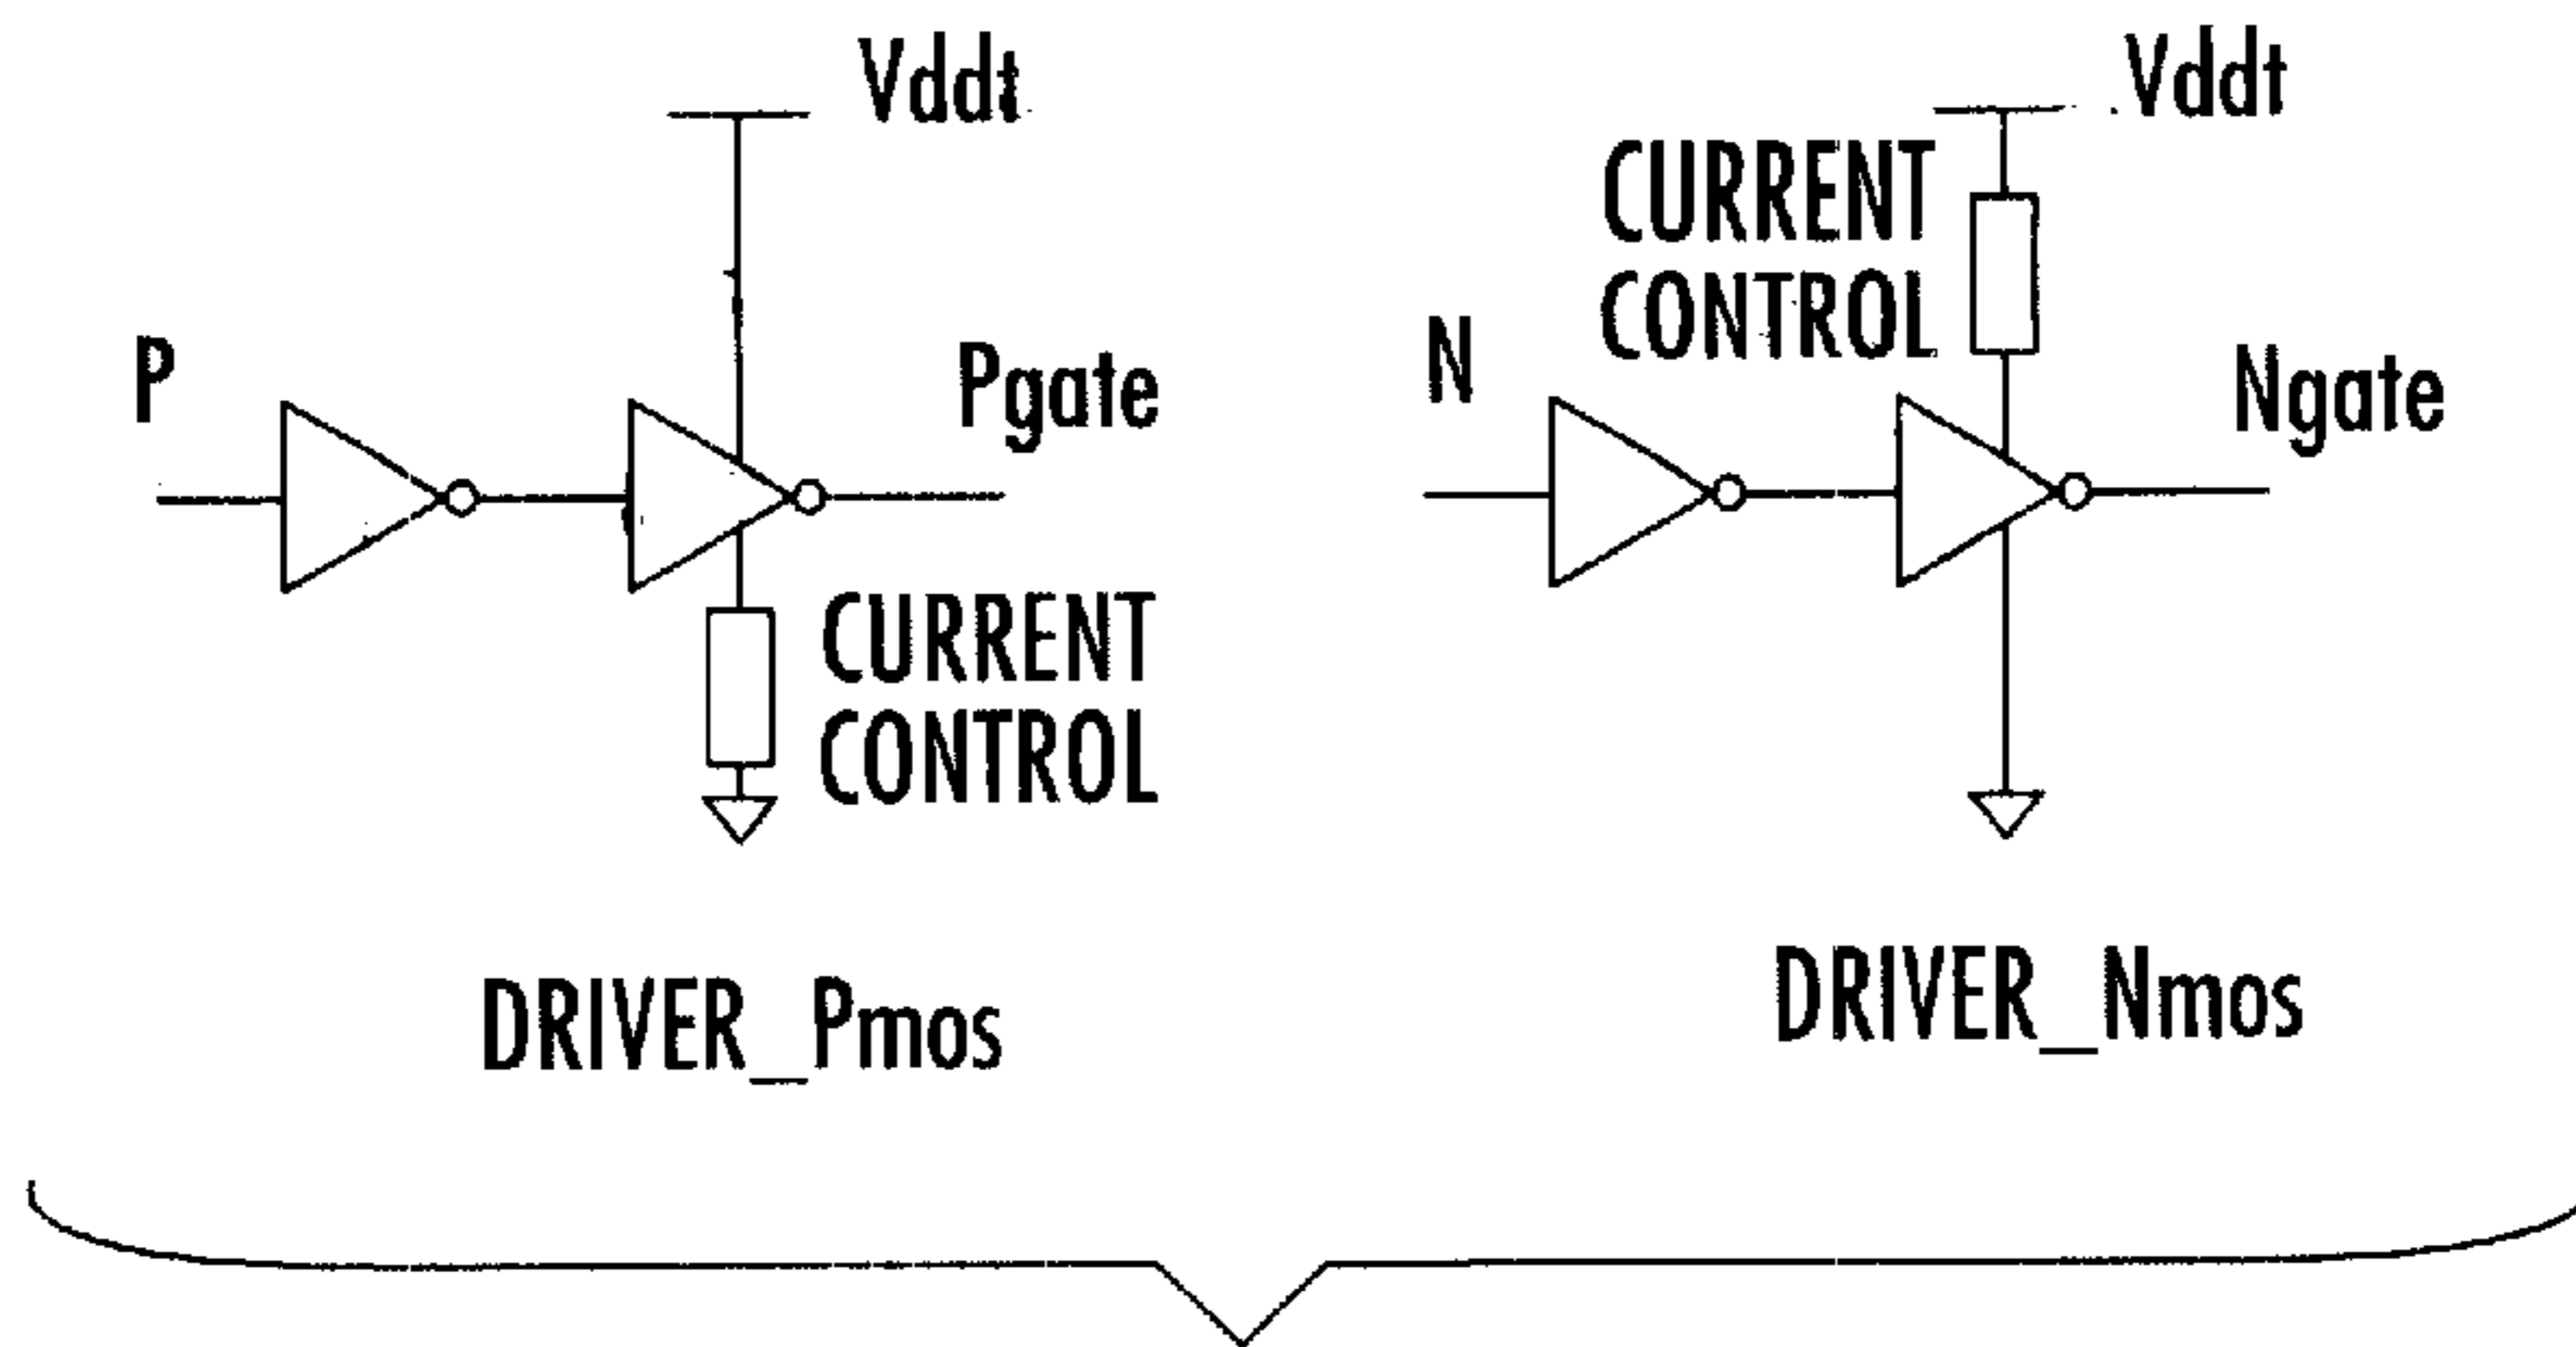 Vddt
P
Pgate
CURRENT
CONTROL
DRIVER_Pmos
Vddt
CURRENT
CONTROL
N
Ngate
DRIVER_Nmos